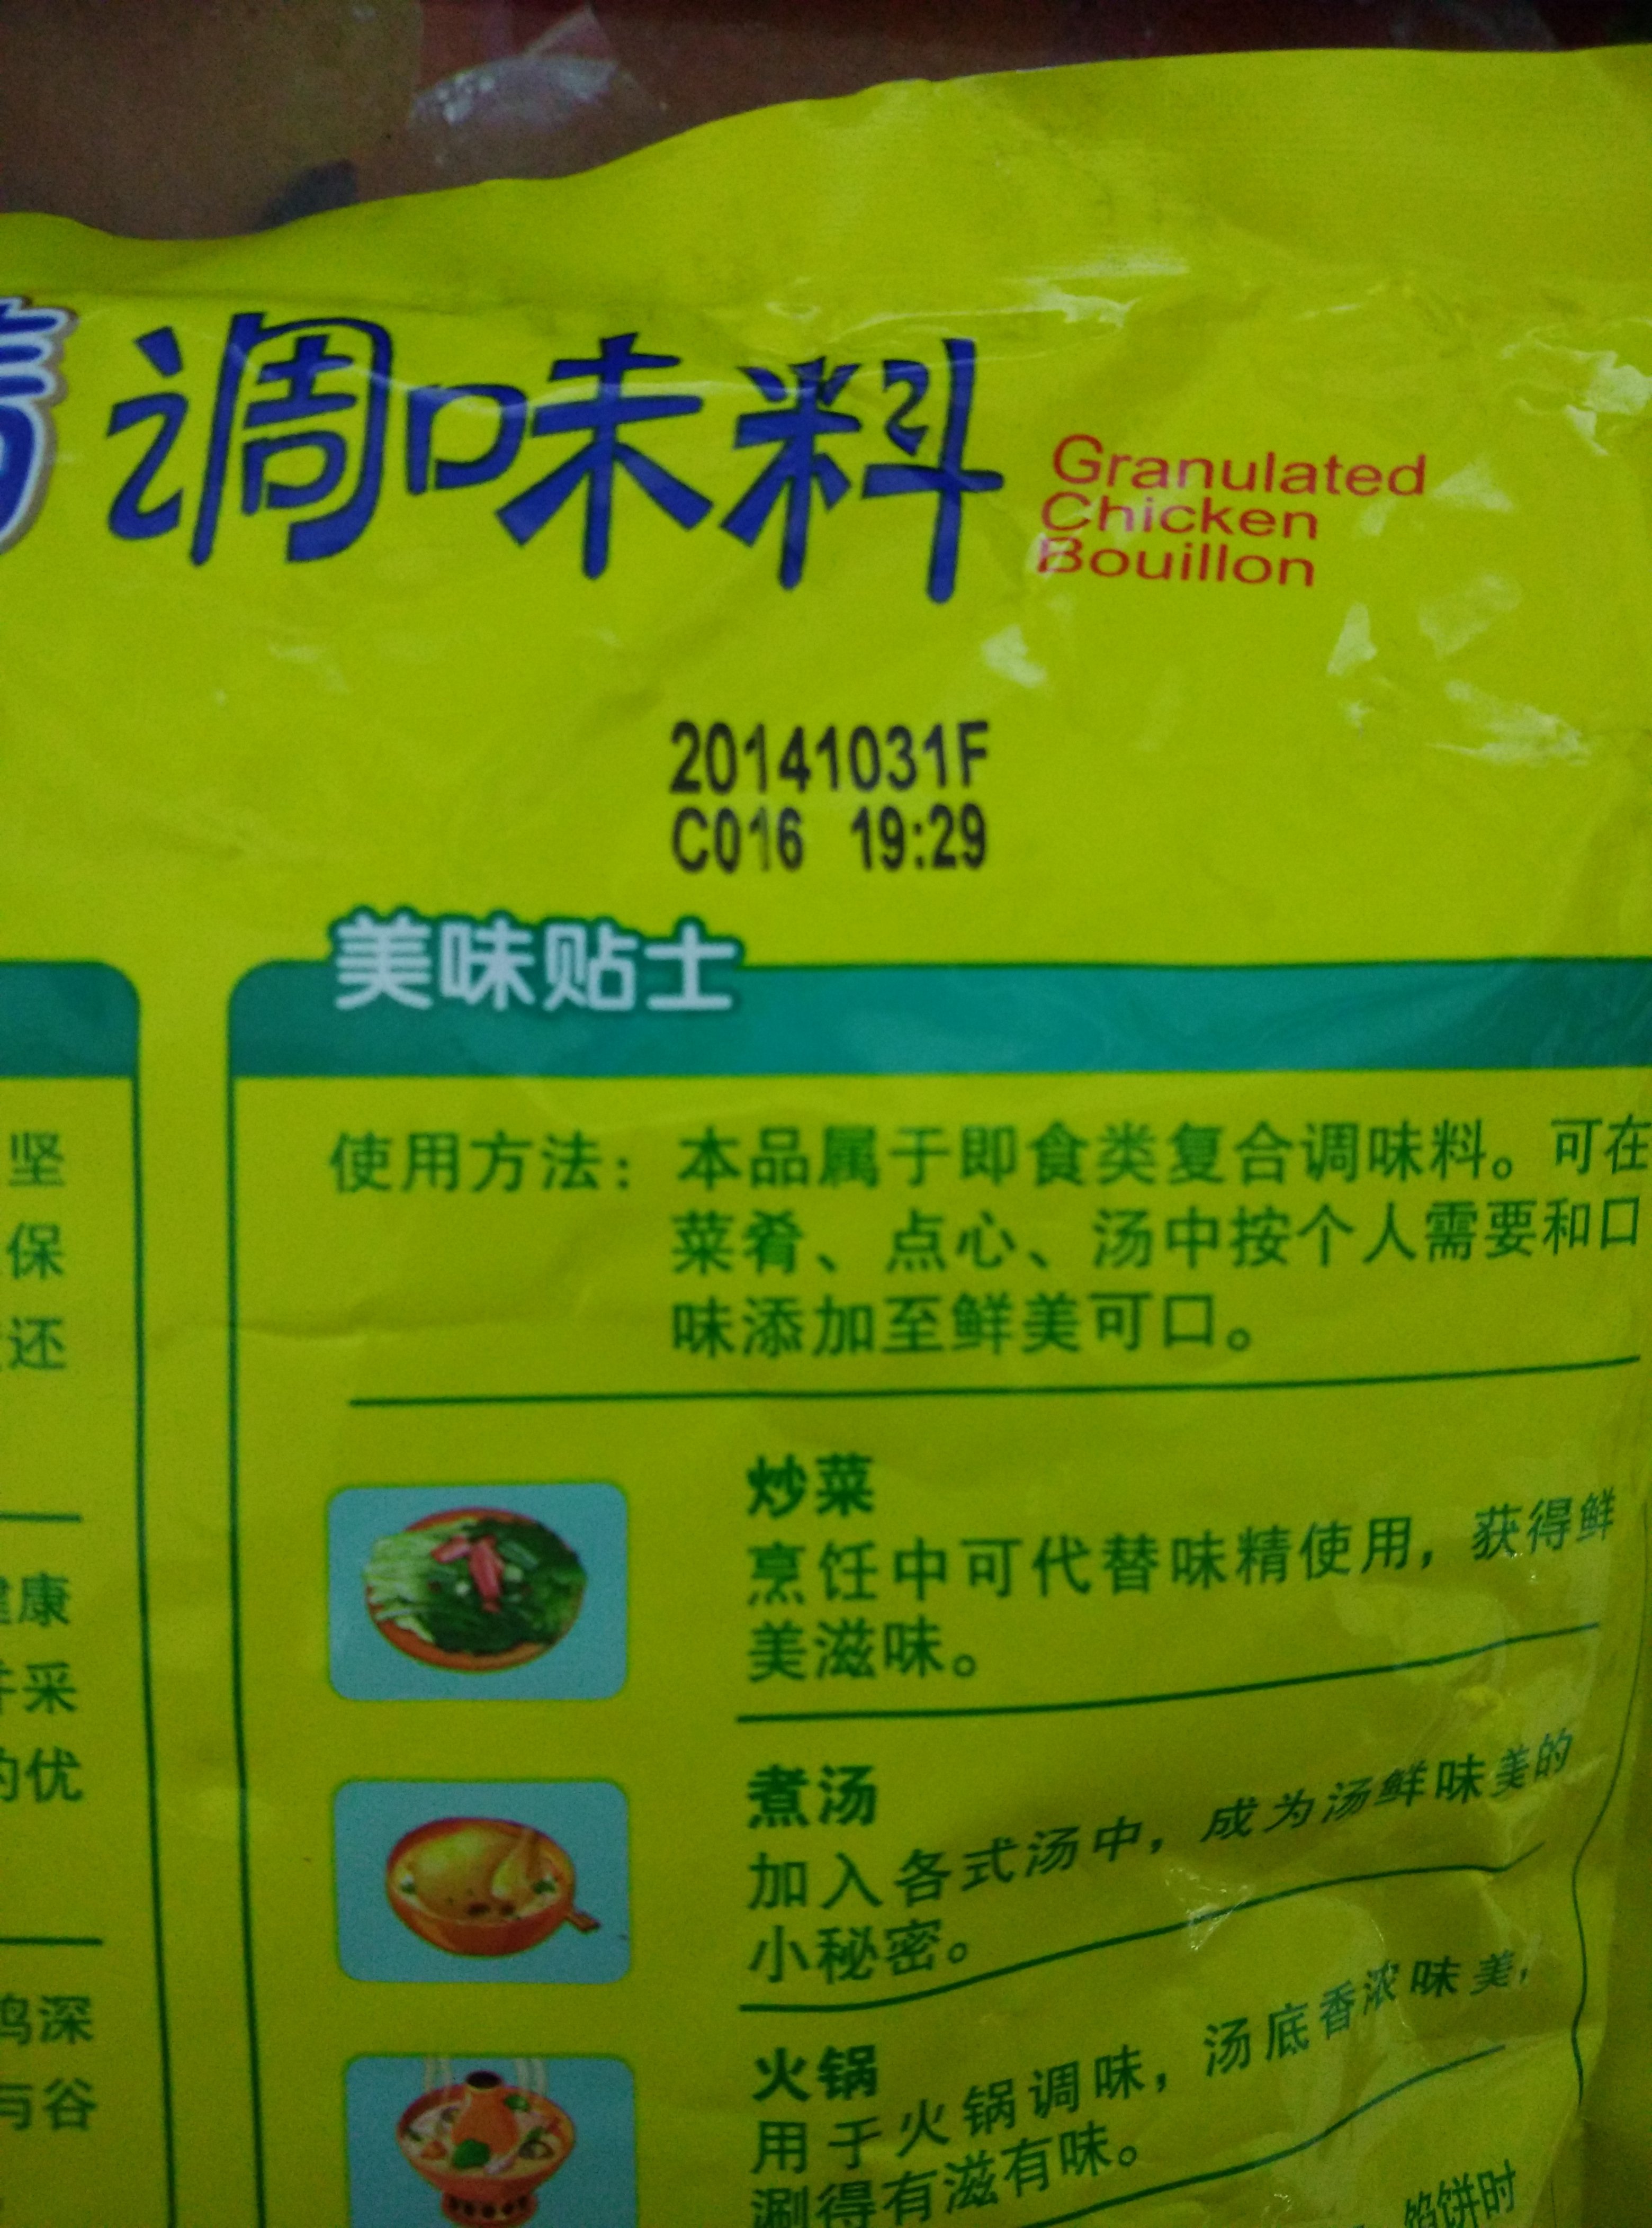 精调味料
Granulated
Chicken
Bouillon
20141031F
C016 19:29
坚
保
还
康
采
的优
深
与谷
美味贴士
使用方法：本品属于即食类复合调味料。可在
菜肴、点心、汤中按个人需要和口
味添加至鲜美可口。
炒菜
烹饪中可代替味精使用，获得鲜
美滋味。
煮汤
加入各式汤中，成为汤鲜味美的
小秘密。
火锅
用于火锅调味，汤底香浓味美，
涮得有滋有味。
馅饼时